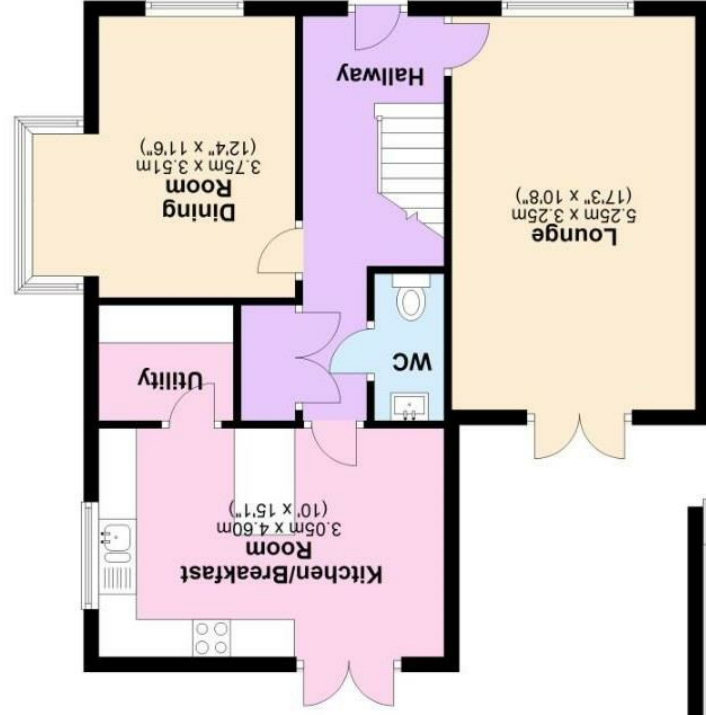 Kitchen/Breakfast
Room
3.05m x 4.60m
(10' x 15'1")
Utility
WC
Lounge
5.25m x 3.25m
(17'3" x 10'8")
Dining
Room
3.75m x 3.51m
(12'4" x 11'6")
Hallway